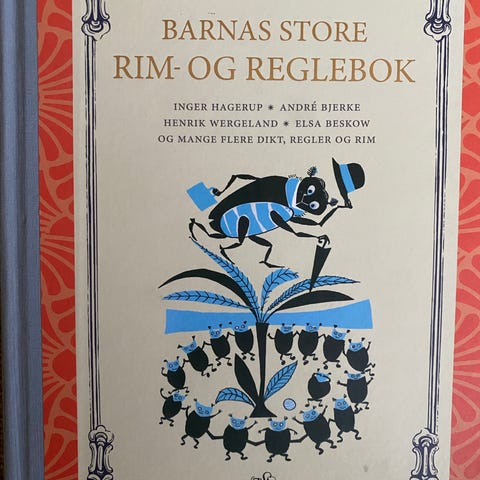 BARNAS STORE
RIM- OG REGLEBOK
INGER HAGERUP ✷ ANDRÉ BJERKE
HENRIK WERGELAND ✷ ELSA BESKOW
OG MANGE FLERE DIKT, REGLER OG RIM